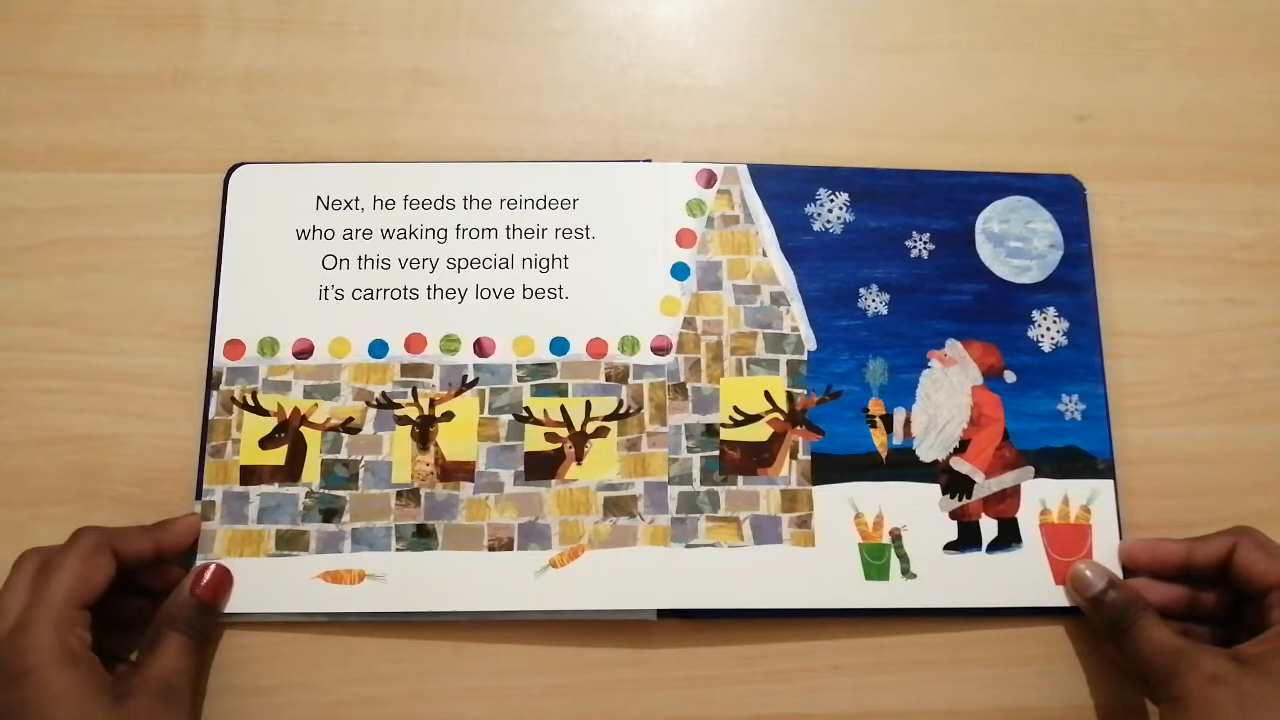 Next, he feeds the reindeer
who are waking from their rest.
On this very special night
it's carrots they love best.